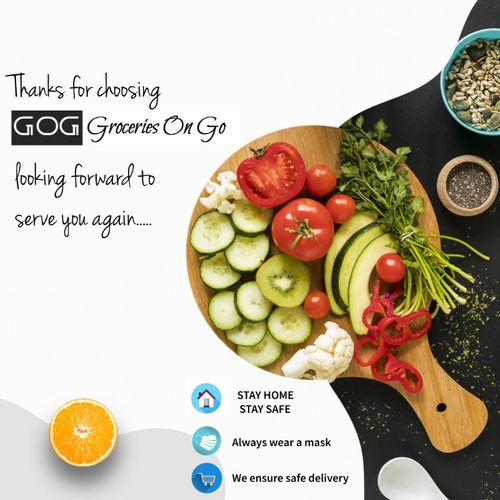 Thanks for choosing
GOG Groceries On Go
looking forward to
serve you again.....
STAY HOME
STAY SAFE
Always wear a mask
We ensure safe delivery